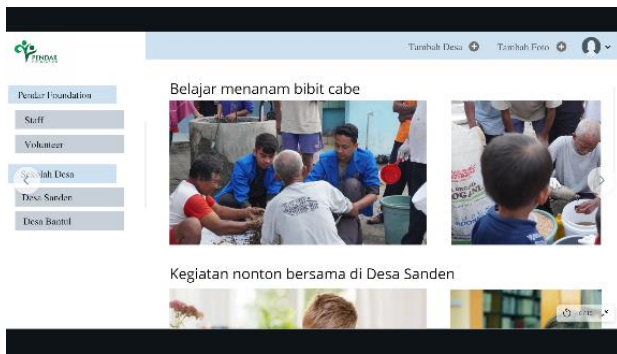 PENDAR
Tambah Desa
Tambah Foto
Pendar Foundation
Staff
Volunteer
Sekolah Desa
Desa Sanden
Desa Bantul
Belajar menanam bibit cabe
Kegiatan nonton bersama di Desa Sanden